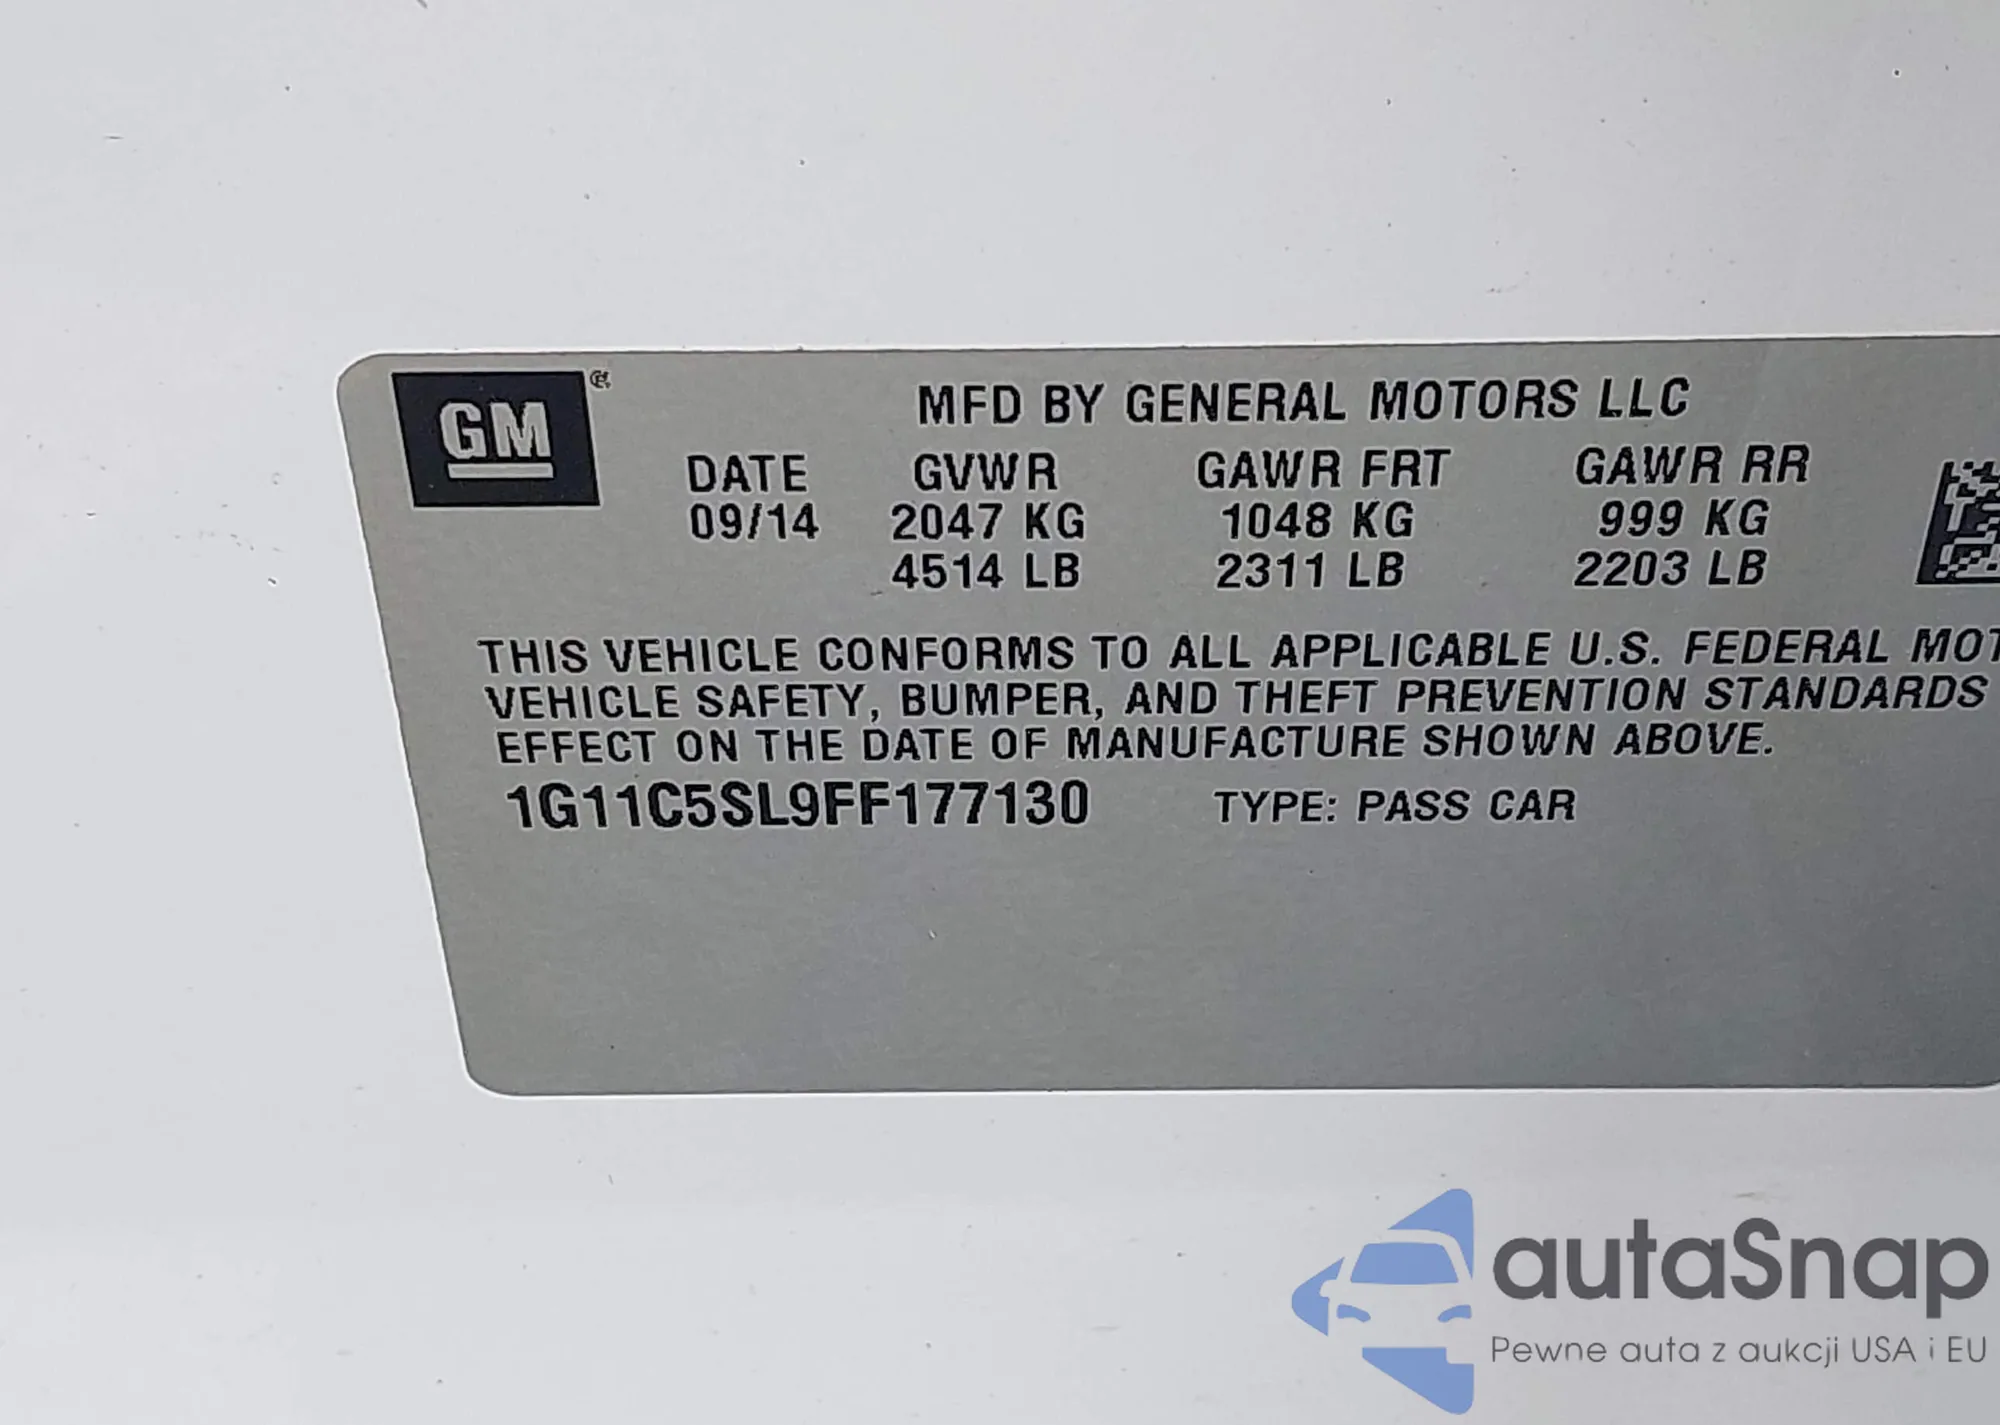 GM
MFD BY GENERAL MOTORS LLC
DATE GVWR GAWR FRT GAWR RR
09/14 2047 KG 1048 KG 999 KG
4514 LB 2311 LB 2203 LB
THIS VEHICLE CONFORMS TO ALL APPLICABLE U.S. FEDERAL MOT
VEHICLE SAFETY, BUMPER, AND THEFT PREVENTION STANDARDS
EFFECT ON THE DATE OF MANUFACTURE SHOWN ABOVE.
1G11C5SL9FF177130 TYPE: PASS CAR
autaSnap
Pewne auta z aukcji USA i EU